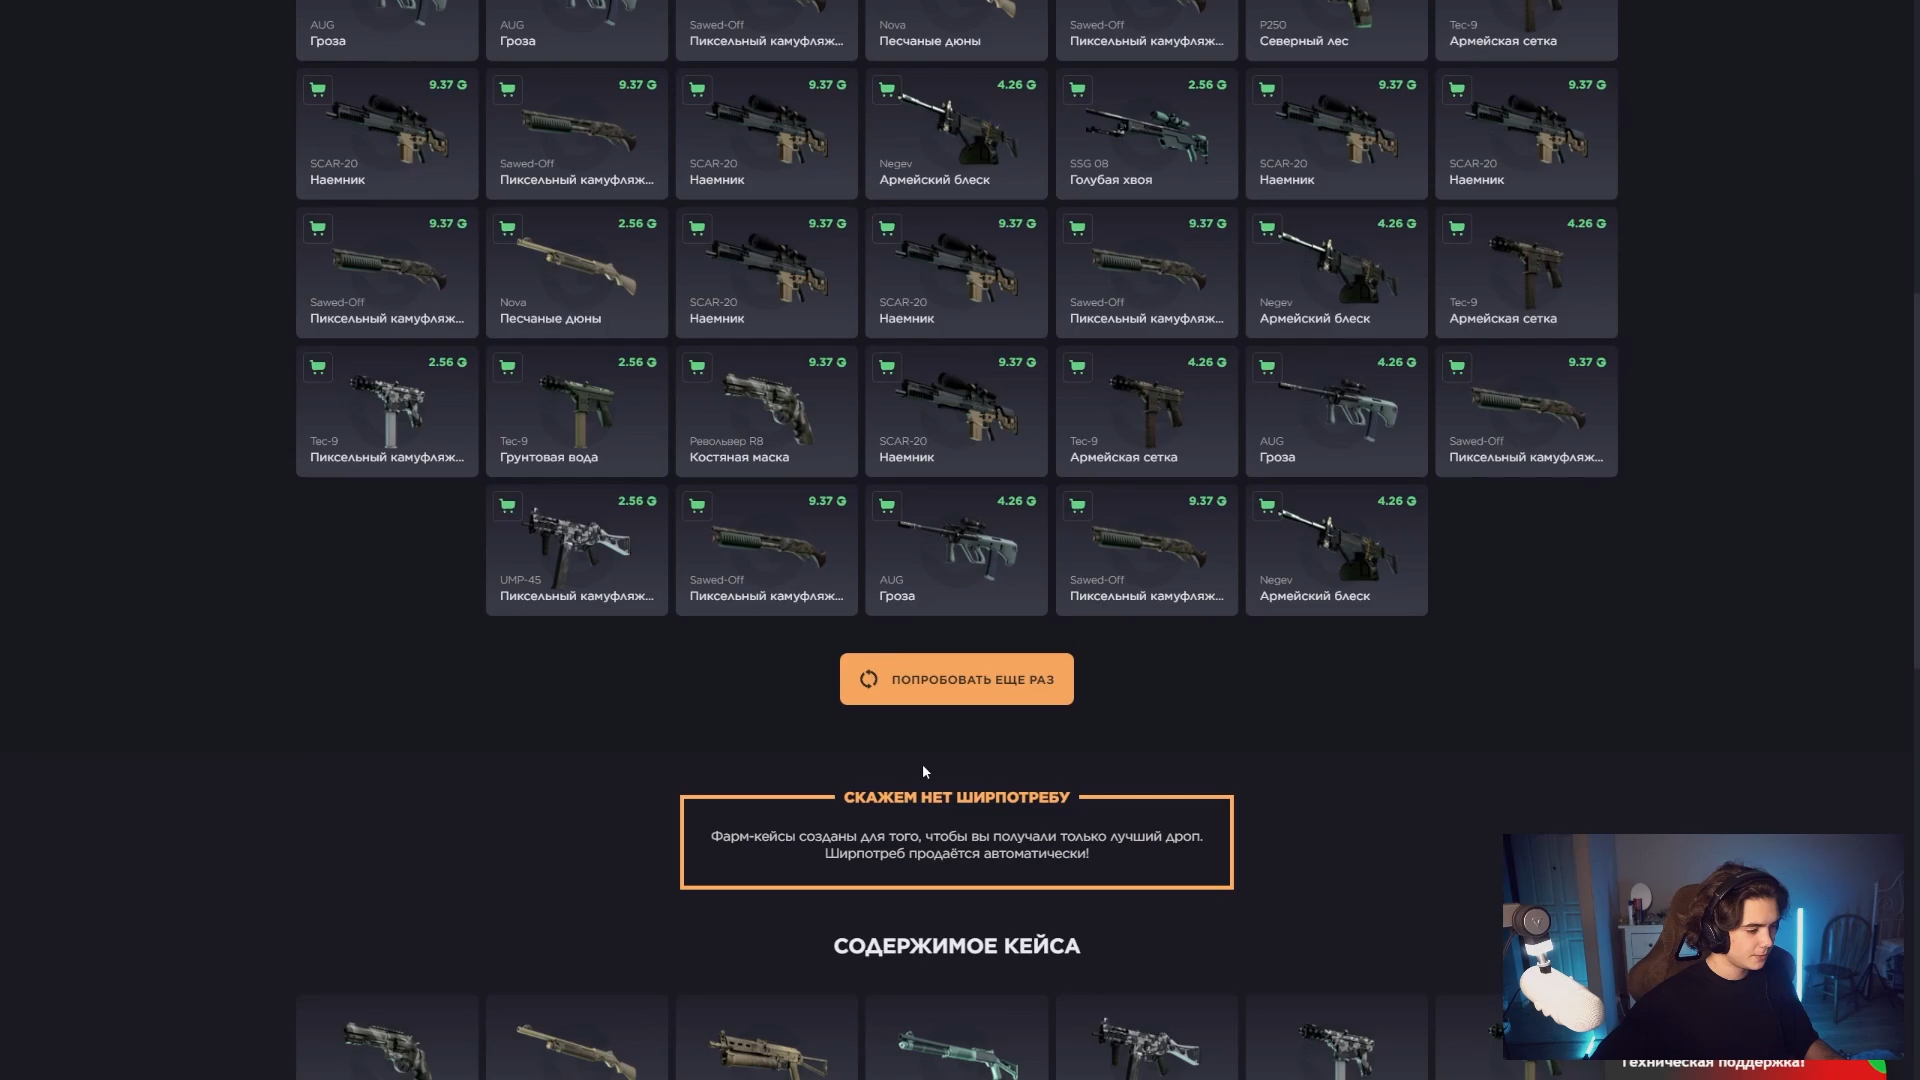 AUG
Гроза
AUG
Гроза
Sawed-Off
Пиксельный камуфляж...
Nova
Песчаные дюны
Sawed-Off
Пиксельный камуфляж...
P250
Северный лес
Tec-9
Армейская сетка
9.37 G
SCAR-20
Наемник
9.37 G
Sawed-Off
Пиксельный камуфляж...
9.37 G
SCAR-20
Наемник
4.26 G
Negev
Армейский блеск
2.56 G
SSG 08
Голубая хвоя
9.37 G
SCAR-20
Наемник
9.37 G
SCAR-20
Наемник
9.37 G
Sawed-Off
Пиксельный камуфляж...
2.56 G
Nova
Песчаные дюны
9.37 G
SCAR-20
Наемник
9.37 G
SCAR-20
Наемник
9.37 G
Sawed-Off
Пиксельный камуфляж...
4.26 G
Negev
Армейский блеск
4.26 G
Tec-9
Армейская сетка
2.56 G
Tec-9
Пиксельный камуфляж...
2.56 G
Tec-9
Грунтовая вода
9.37 G
Револьвер R8
Костяная маска
9.37 G
SCAR-20
Наемник
4.26 G
Tec-9
Армейская сетка
4.26 G
AUG
Гроза
9.37 G
Sawed-Off
Пиксельный камуфляж...
2.56 G
UMP-45
Пиксельный камуфляж...
9.37 G
Sawed-Off
Пиксельный камуфляж...
4.26 G
AUG
Гроза
9.37 G
Sawed-Off
Пиксельный камуфляж...
4.26 G
Negev
Армейский блеск
ПОПРОБОВАТЬ ЕЩЕ РАЗ
СКАЖЕМ НЕТ ШИРПОТРЕБУ
Фарм-кейсы созданы для того, чтобы вы получали только лучший дроп.
Ширпотреб продаётся автоматически!
СОДЕРЖИМОЕ КЕЙСА
Техническая поддержка!